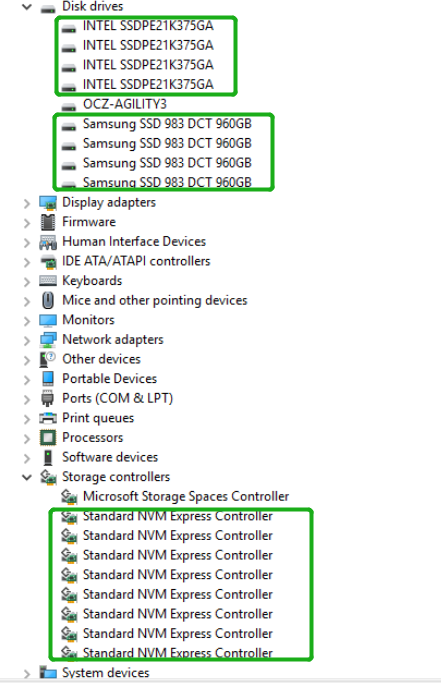 Disk drives
INTEL SSDPE21K375GA
INTEL SSDPE21K375GA
INTEL SSDPE21K375GA
INTEL SSDPE21K375GA
OCZ-AGILITY3
Samsung SSD 983 DCT 960GB
Samsung SSD 983 DCT 960GB
Samsung SSD 983 DCT 960GB
Samsung SSD 983 DCT 960GB
Display adapters
Firmware
Human Interface Devices
IDE ATA/ATAPI controllers
Keyboards
Mice and other pointing devices
Monitors
Network adapters
Other devices
Portable Devices
Ports (COM & LPT)
Print queues
Processors
Software devices
Storage controllers
Microsoft Storage Spaces Controller
Standard NVM Express Controller
Standard NVM Express Controller
Standard NVM Express Controller
Standard NVM Express Controller
Standard NVM Express Controller
Standard NVM Express Controller
Standard NVM Express Controller
Standard NVM Express Controller
System devices